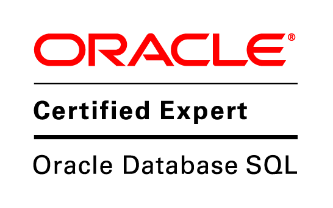 ORACLE®
Certified Expert
Oracle Database SQL